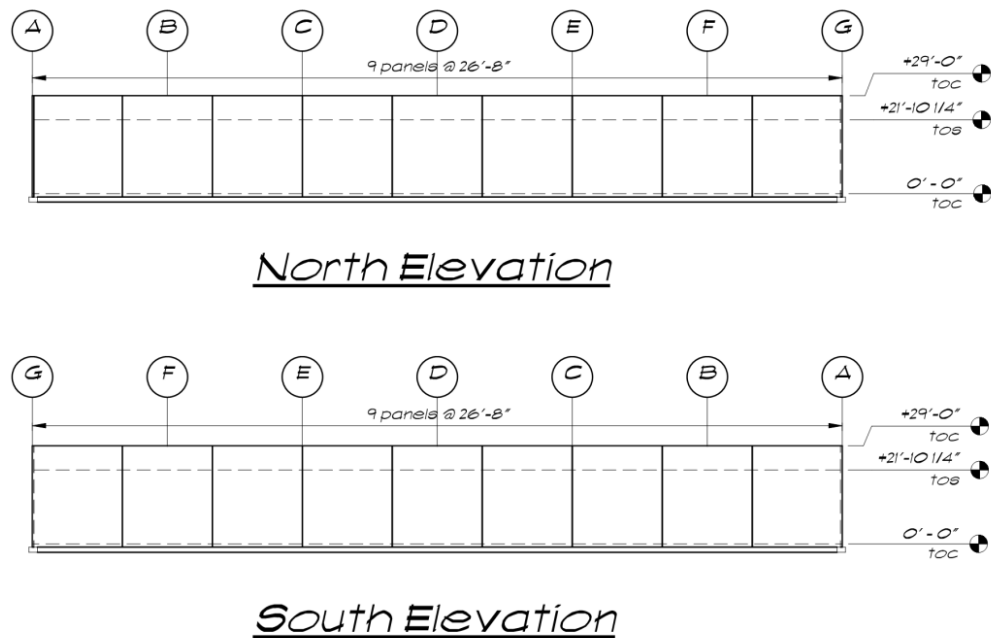 A B C D E F G
9 panels @ 26'-8"
+29'-0"
toc
+21'-10 1/4"
tos
0' - 0"
toc
North Elevation
G F E D C B A
9 panels @ 26'-8"
+29'-0"
toc
+21'-10 1/4"
tos
0' - 0"
toc
South Elevation